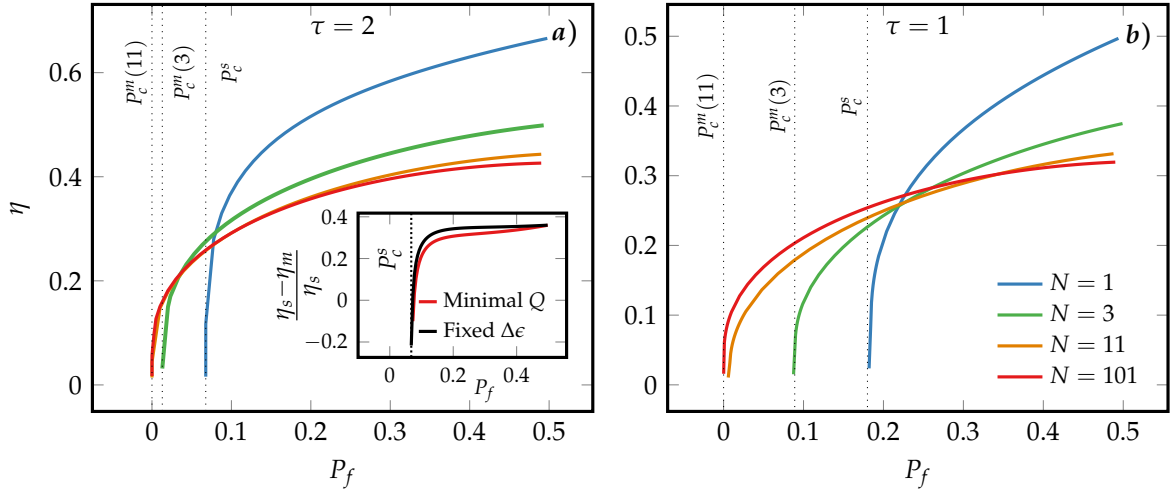 τ = 2
a)
P_c^m(11)
P_c^m(3)
P_c^s
η
0.6
0.4
0.2
0
0 0.1 0.2 0.3 0.4 0.5
P_f
(η_s − η_m)/η_s
0.4
0.2
0
−0.2
P_c^s
Minimal Q
Fixed Δϵ
0 0.2 0.4
P_f
τ = 1
b)
P_c^m(11)
P_c^m(3)
P_c^s
0.5
0.4
0.3
0.2
0.1
0
N = 1
N = 3
N = 11
N = 101
0 0.1 0.2 0.3 0.4 0.5
P_f